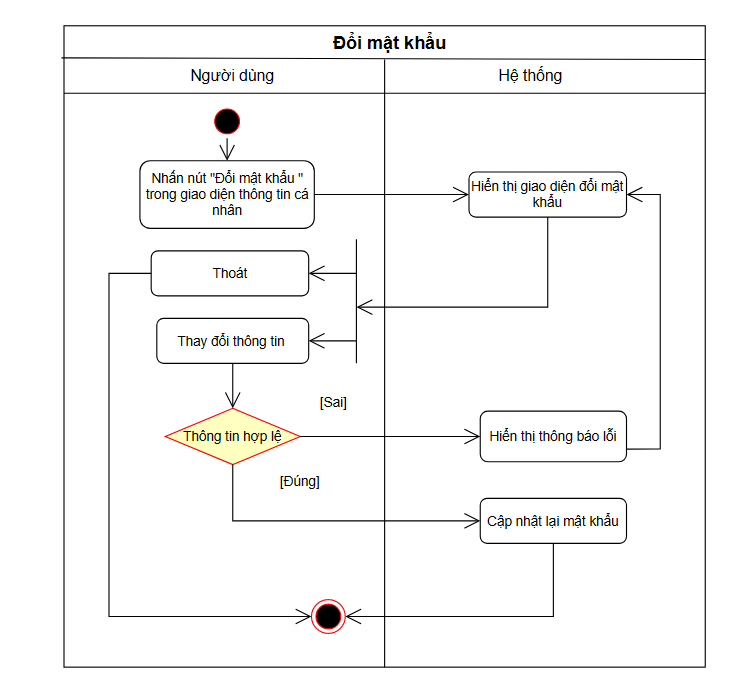 Đổi mật khẩu
Người dùng
Hệ thống
Nhấn nút "Đổi mật khẩu "
trong giao diện thông tin cá
nhân
Hiển thị giao diện đổi mật
khẩu
Thoát
Thay đổi thông tin
[Sai]
Thông tin hợp lệ
Hiển thị thông báo lỗi
[Đúng]
Cập nhật lại mật khẩu